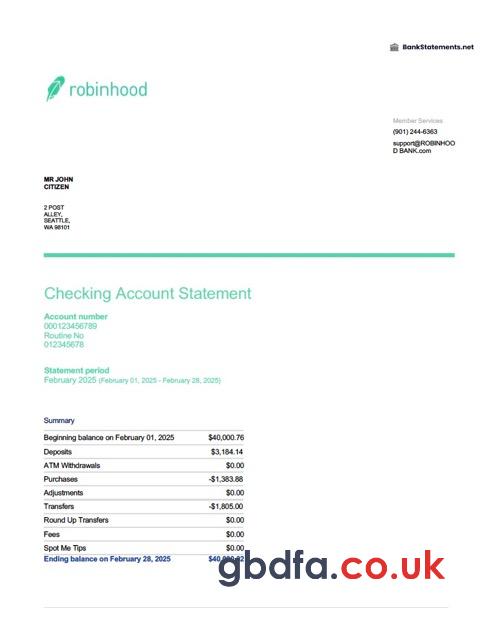 BankStatements.net
robinhood
Member Services
(901) 244-6363
support@ROBINHOO
D BANK.com
MR JOHN
CITIZEN
2 POST
ALLEY,
SEATTLE,
WA 98101
Checking Account Statement
Account number
000123456789
Routine No
012345678
Statement period
February 2025 (February 01, 2025 - February 28, 2025)
Summary
Beginning balance on February 01, 2025 $40,000.76
Deposits $3,184.14
ATM Withdrawals $0.00
Purchases -$1,383.88
Adjustments $0.00
Transfers -$1,805.00
Round Up Transfers $0.00
Fees $0.00
Spot Me Tips $0.00
Ending balance on February 28, 2025
gbdfa.co.uk